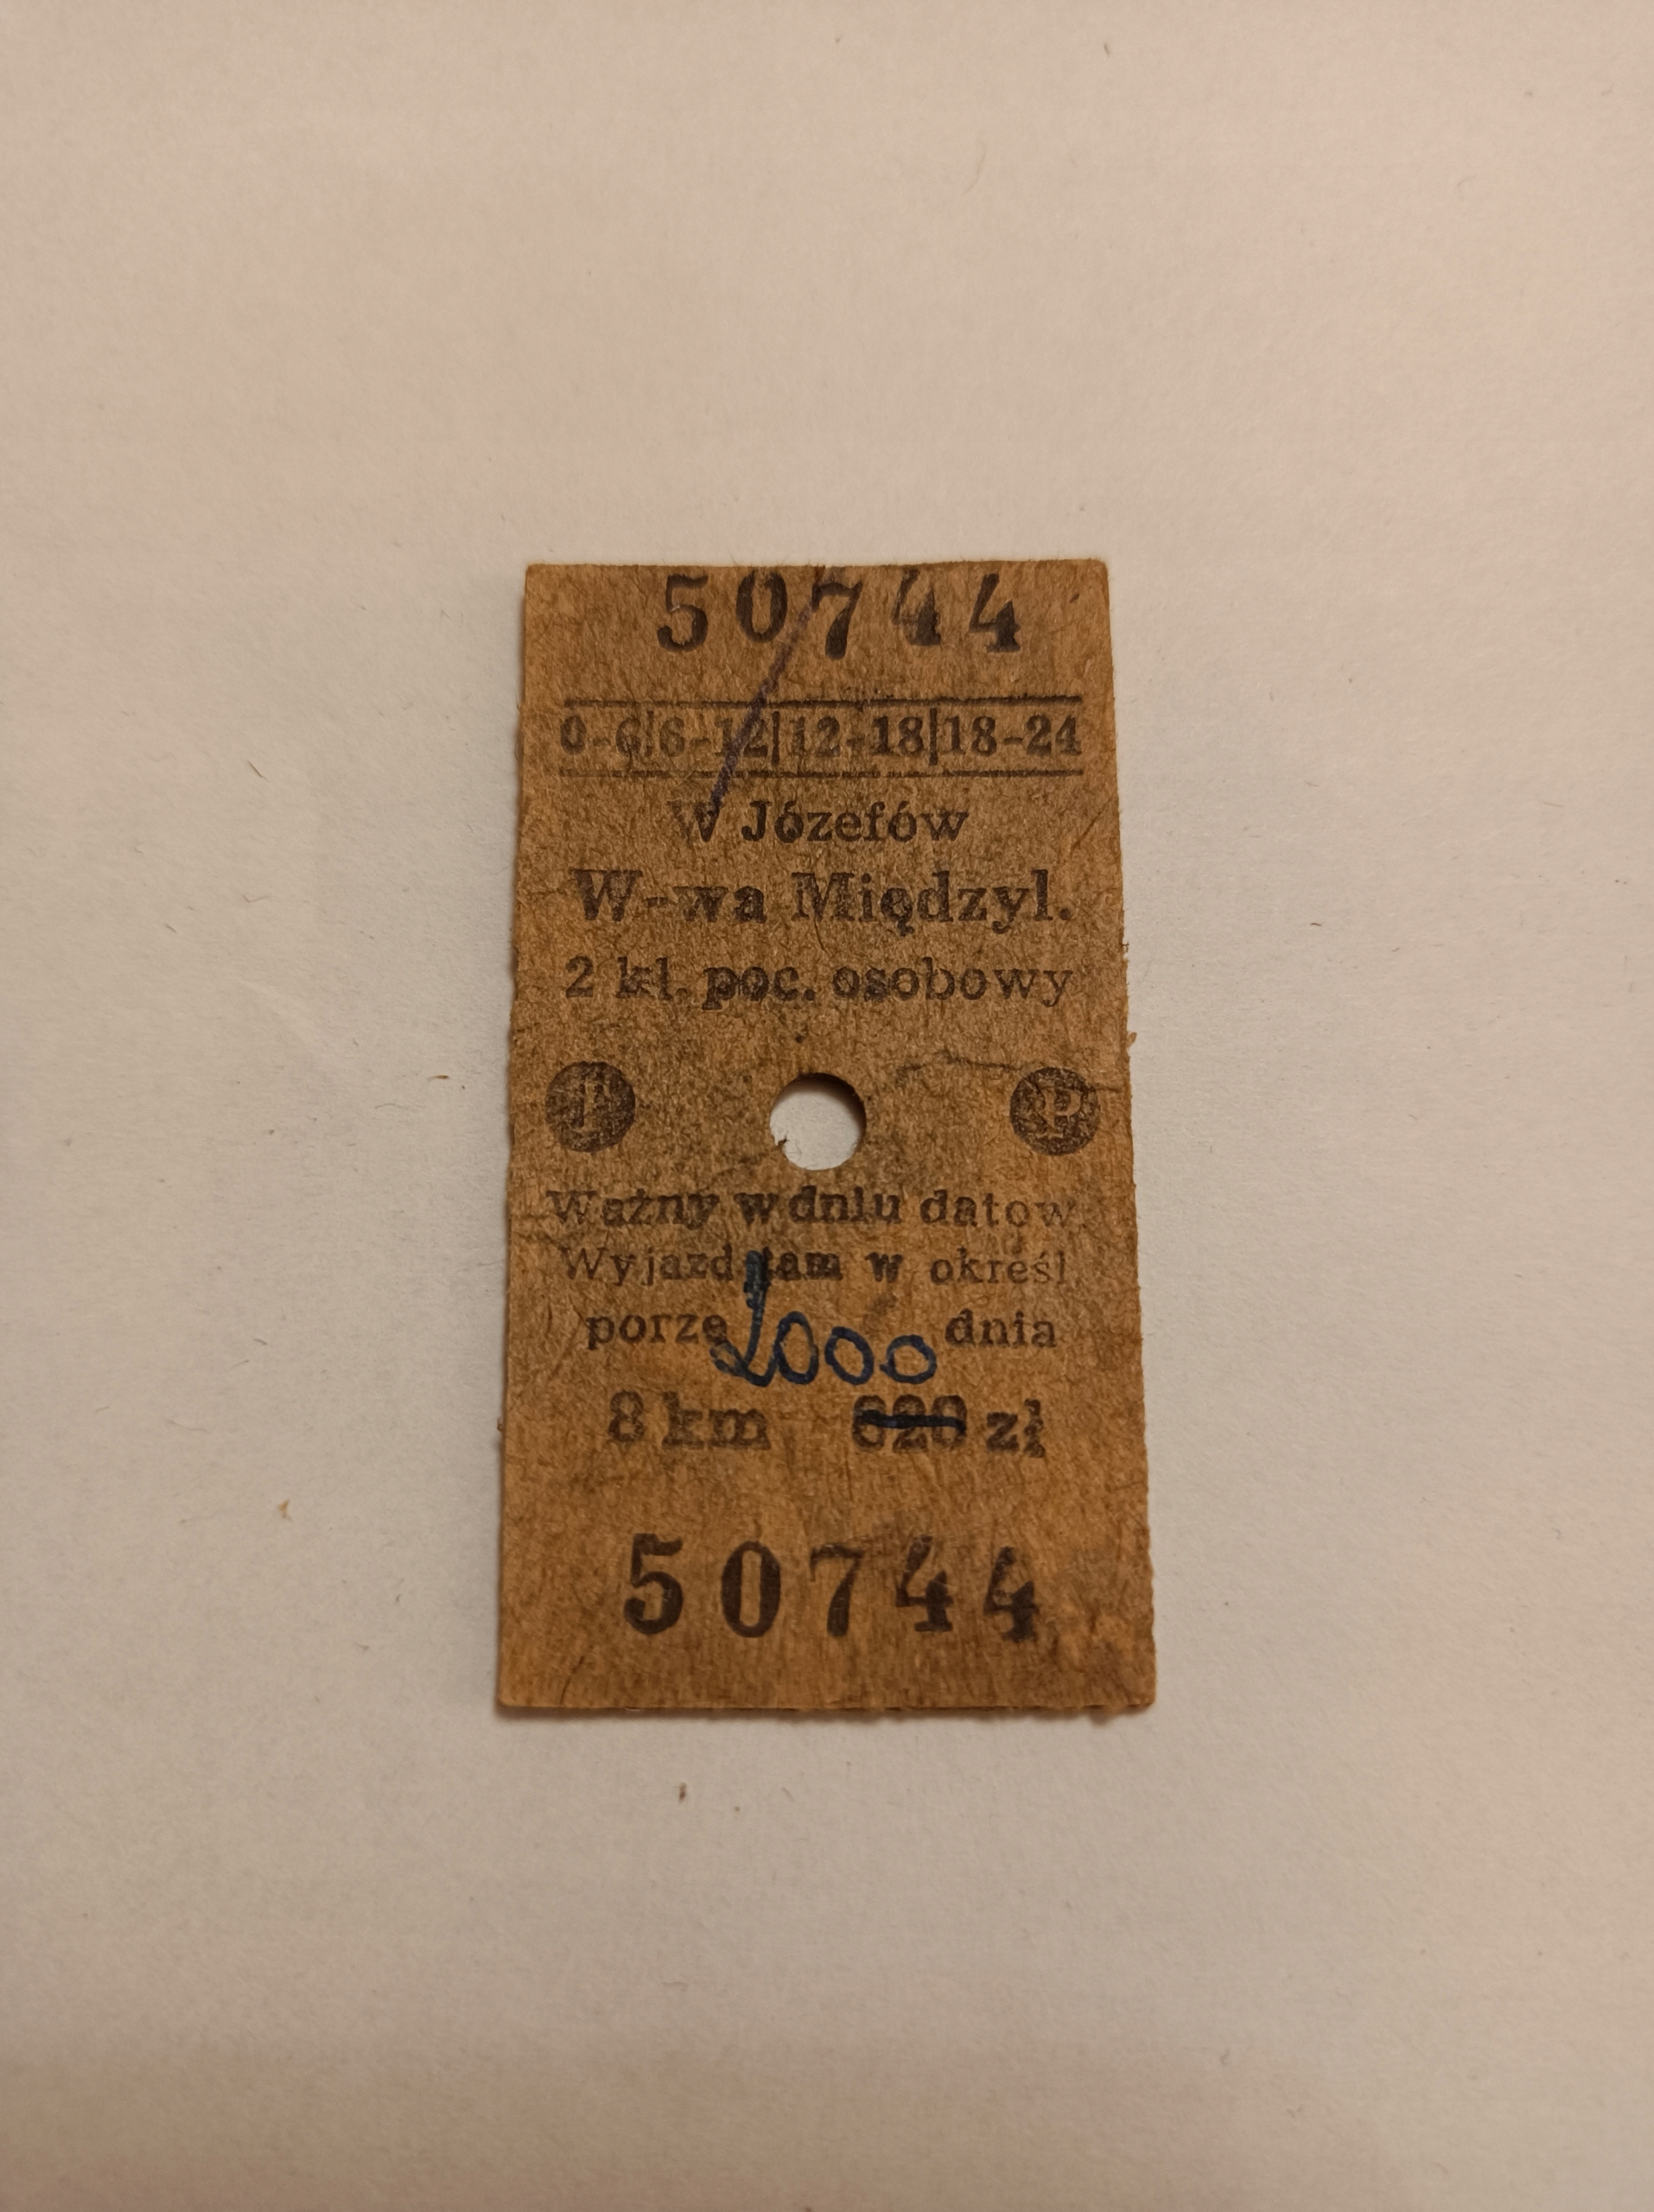 50744
0-6|6-12|12-18|18-24
W Józefów
W-wa Międzyl.
2 kl. poc. osobowy
P P
Ważny w dniu datow.
Wyjazd tam w określ.
porze dnia
2000
8 km zł
50744